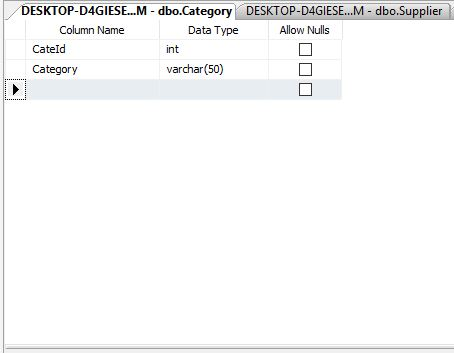 DESKTOP-D4GIESE...M - dbo.Category DESKTOP-D4GIESE...M - dbo.Supplier
Column Name Data Type Allow Nulls
CateId int
Category varchar(50)